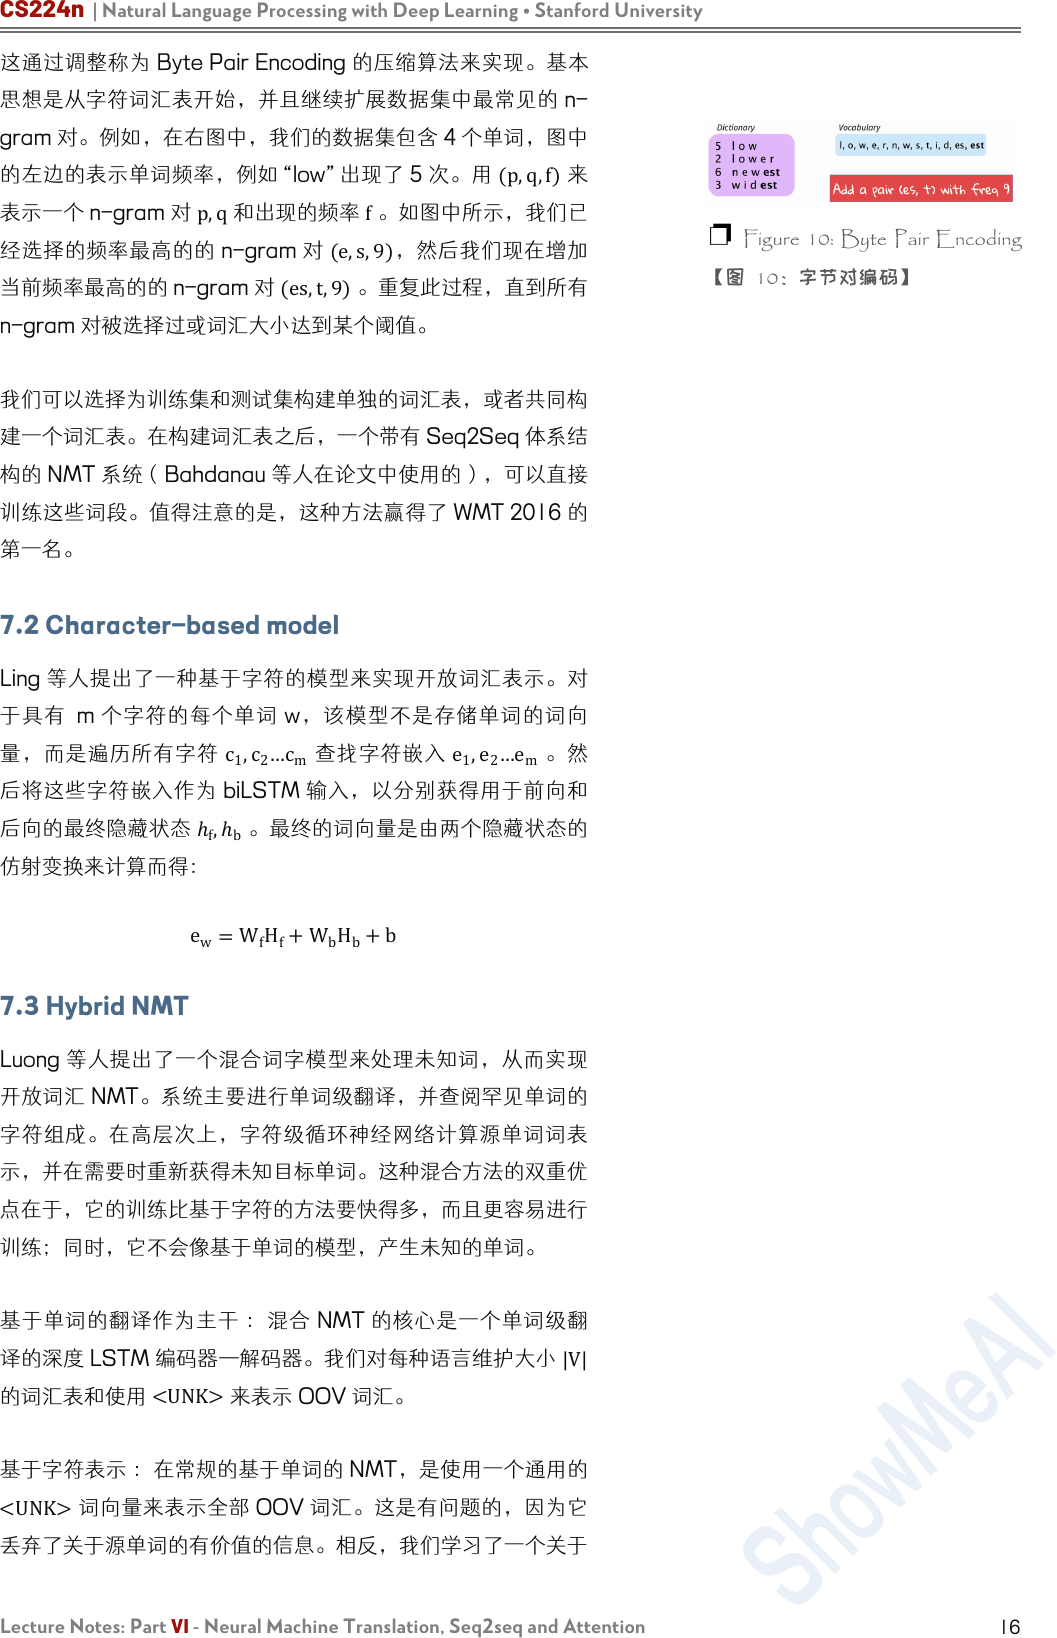 CS224n | Natural Language Processing with Deep Learning • Stanford University
这通过调整称为 Byte Pair Encoding 的压缩算法来实现。基本
思想是从字符词汇表开始，并且继续扩展数据集中最常见的 n-
gram 对。例如，在右图中，我们的数据集包含 4 个单词，图中
的左边的表示单词频率，例如 “low” 出现了 5 次。用 (p, q, f) 来
表示一个 n-gram 对 p, q 和出现的频率 f 。如图中所示，我们已
经选择的频率最高的的 n-gram 对 (e, s, 9)，然后我们现在增加
当前频率最高的的 n-gram 对 (es, t, 9) 。重复此过程，直到所有
n-gram 对被选择过或词汇大小达到某个阈值。
Dictionary
5 l o w
2 l o w e r
6 n e w est
3 w i d est
Vocabulary
l, o, w, e, r, n, w, s, t, i, d, es, est
Add a pair (es, t) with freq 9
❐ Figure 10: Byte Pair Encoding
【图 10：字节对编码】
我们可以选择为训练集和测试集构建单独的词汇表，或者共同构
建一个词汇表。在构建词汇表之后，一个带有 Seq2Seq 体系结
构的 NMT 系统（ Bahdanau 等人在论文中使用的 ），可以直接
训练这些词段。值得注意的是，这种方法赢得了 WMT 2016 的
第一名。
7.2 Character-based model
Ling 等人提出了一种基于字符的模型来实现开放词汇表示。对
于具有 m 个字符的每个单词 w，该模型不是存储单词的词向
量，而是遍历所有字符 c₁, c₂…cₘ 查找字符嵌入 e₁, e₂…eₘ 。然
后将这些字符嵌入作为 biLSTM 输入，以分别获得用于前向和
后向的最终隐藏状态 h_f, h_b 。最终的词向量是由两个隐藏状态的
仿射变换来计算而得：
e_w = W_fH_f + W_bH_b + b
7.3 Hybrid NMT
Luong 等人提出了一个混合词字模型来处理未知词，从而实现
开放词汇 NMT。系统主要进行单词级翻译，并查阅罕见单词的
字符组成。在高层次上，字符级循环神经网络计算源单词词表
示，并在需要时重新获得未知目标单词。这种混合方法的双重优
点在于，它的训练比基于字符的方法要快得多，而且更容易进行
训练；同时，它不会像基于单词的模型，产生未知的单词。
基于单词的翻译作为主干 ： 混合 NMT 的核心是一个单词级翻
译的深度 LSTM 编码器—解码器。我们对每种语言维护大小 |V|
的词汇表和使用 <UNK> 来表示 OOV 词汇。
基于字符表示 ： 在常规的基于单词的 NMT，是使用一个通用的
<UNK> 词向量来表示全部 OOV 词汇。这是有问题的，因为它
丢弃了关于源单词的有价值的信息。相反，我们学习了一个关于
ShowMeAI
Lecture Notes: Part VI - Neural Machine Translation, Seq2seq and Attention 16